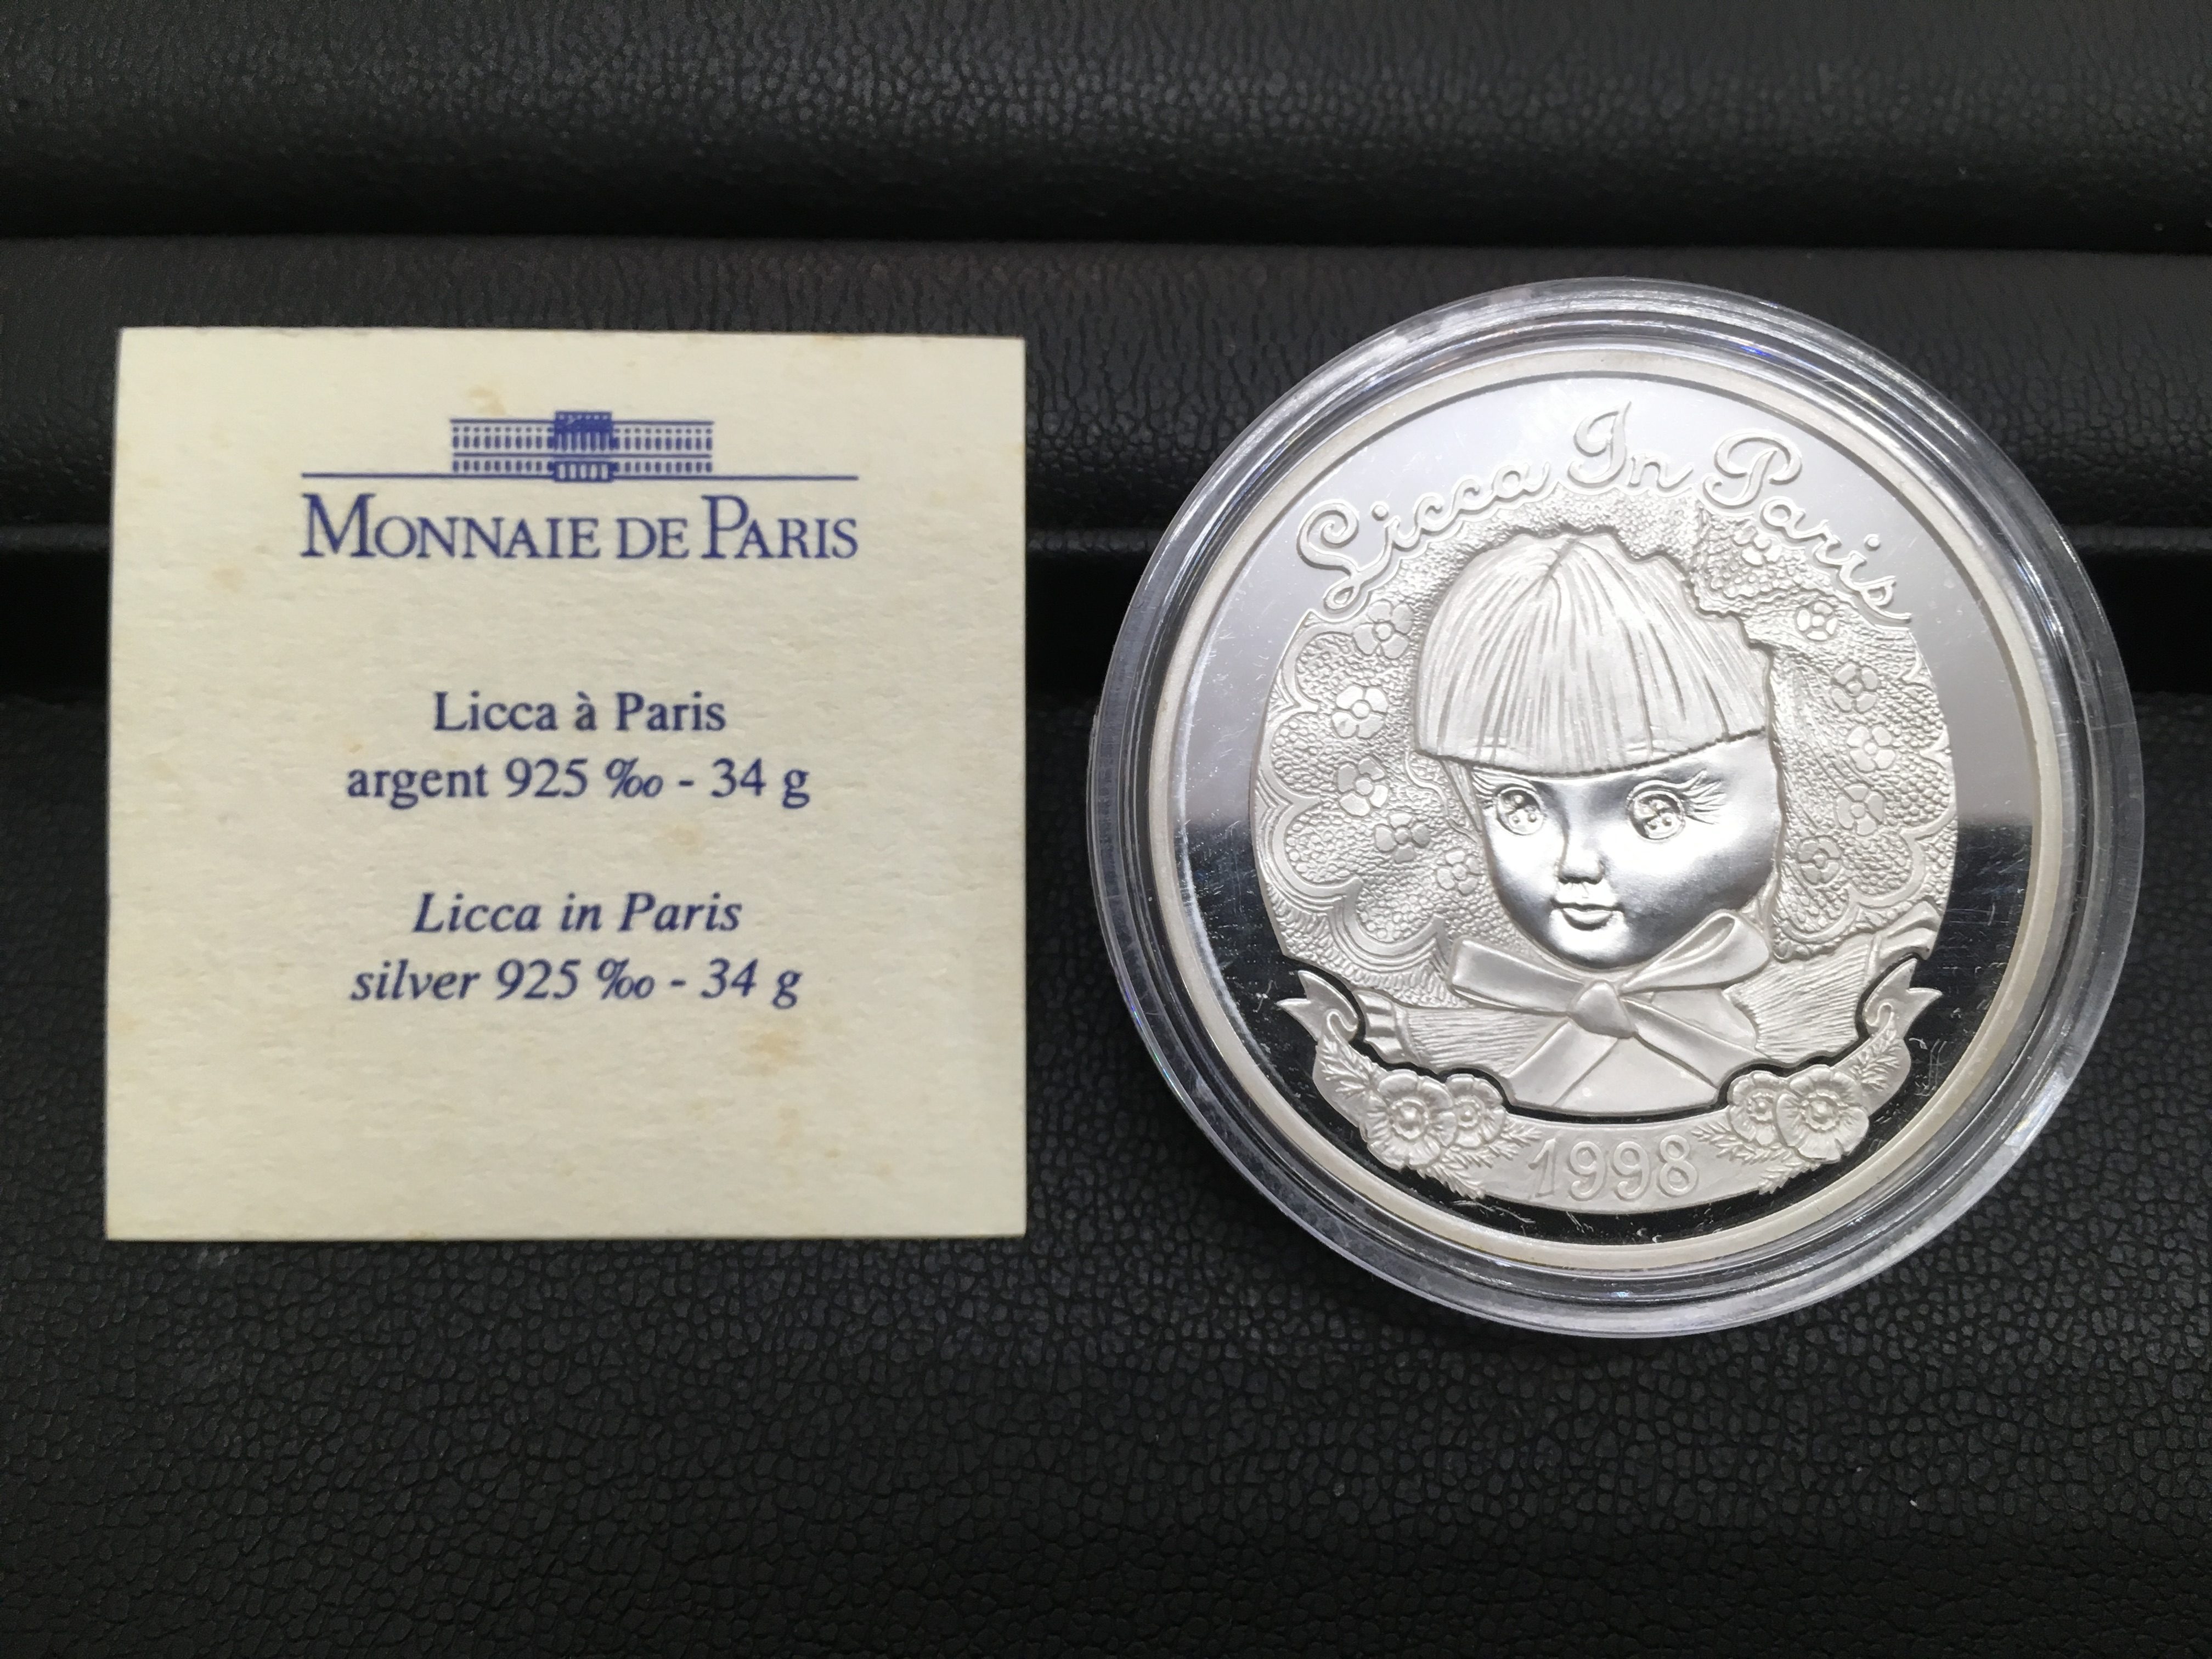 MONNAIE DE PARIS
Licca à Paris
argent 925 ‰ - 34 g
Licca in Paris
silver 925 ‰ - 34 g
Licca In Paris
1998